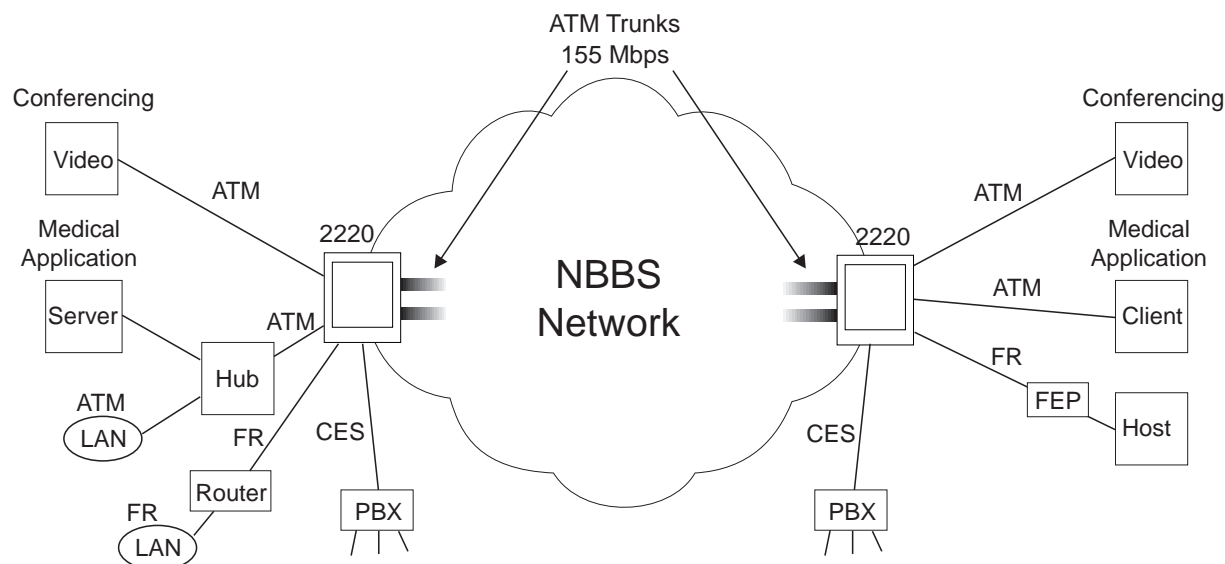 ATM Trunks
155 Mbps
Conferencing
Video
ATM
Medical
Application
Server
2220
ATM
Hub
ATM
LAN
FR
CES
Router
FR
LAN
PBX
NBBS
Network
Conferencing
Video
ATM
2220
Medical
Application
ATM
Client
FR
FEP
Host
CES
PBX